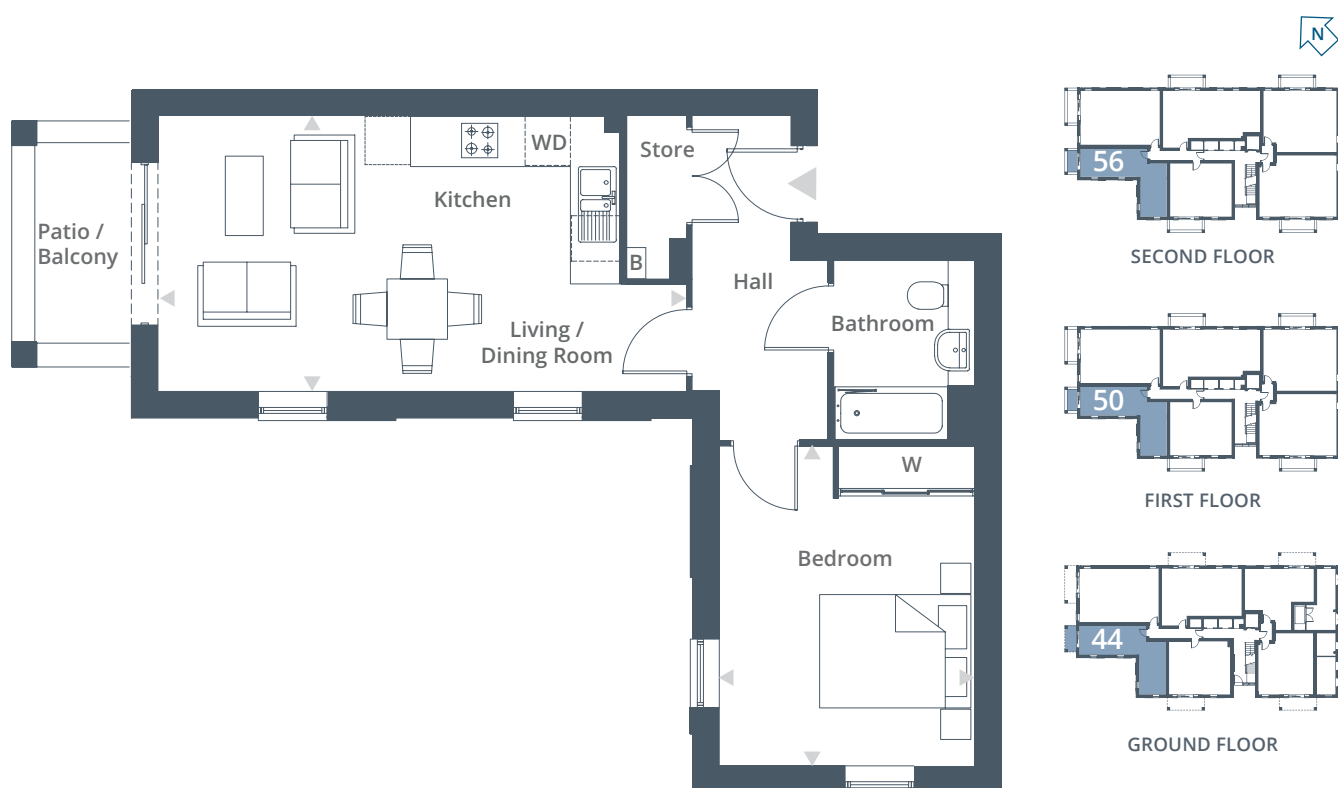 N
WD
Store
Kitchen
Patio /
Balcony
B
Hall
Living /
Dining Room
Bathroom
W
Bedroom
56
SECOND FLOOR
50
FIRST FLOOR
44
GROUND FLOOR